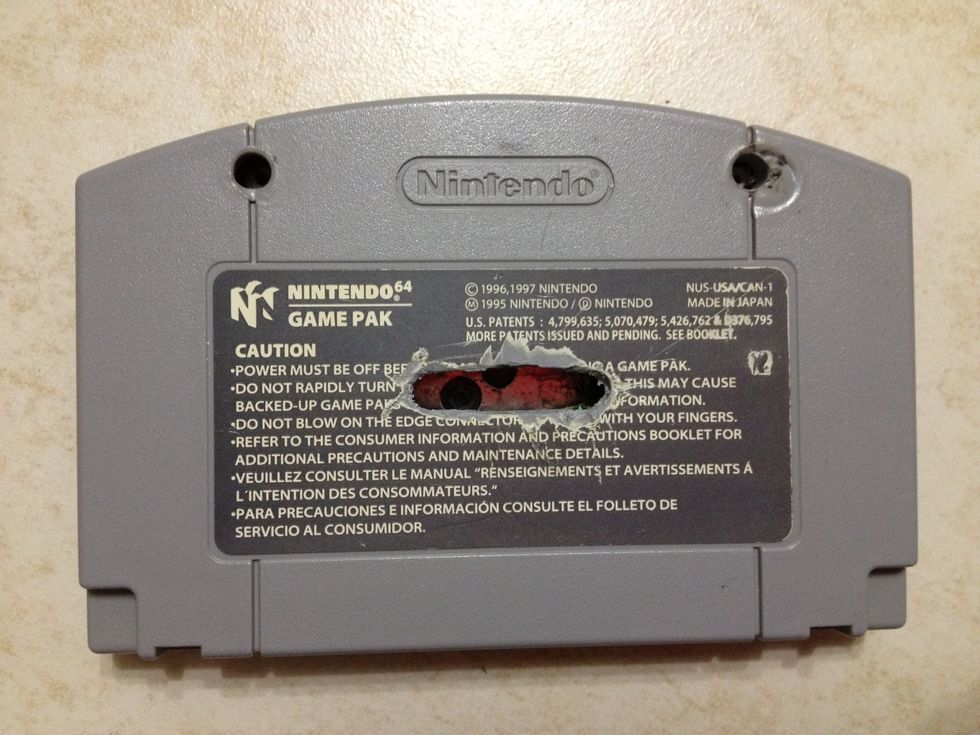 Nintendo®
NINTENDO 64®
GAME PAK
© 1996,1997 NINTENDO
Ⓜ 1995 NINTENDO / Ⓟ NINTENDO
NUS-USA/CAN-1
MADE IN JAPAN
U.S. PATENTS : 4,799,635; 5,070,479; 5,426,762
MORE PATENTS ISSUED AND PENDING. SEE BOOKLET.
CAUTION
•POWER MUST BE OFF A GAME PAK.
•DO NOT RAPIDLY TURN THIS MAY CAUSE
BACKED-UP GAME PAK
•DO NOT BLOW ON THE EDGE WITH YOUR FINGERS.
•REFER TO THE CONSUMER INFORMATION AND PRECAUTIONS BOOKLET FOR
ADDITIONAL PRECAUTIONS AND MAINTENANCE DETAILS.
•VEUILLEZ CONSULTER LE MANUAL "RENSEIGNEMENTS ET AVERTISSEMENTS Á
L'INTENTION DES CONSOMMATEURS."
•PARA PRECAUCIONES E INFORMACIÓN CONSULTE EL FOLLETO DE
SERVICIO AL CONSUMIDOR.